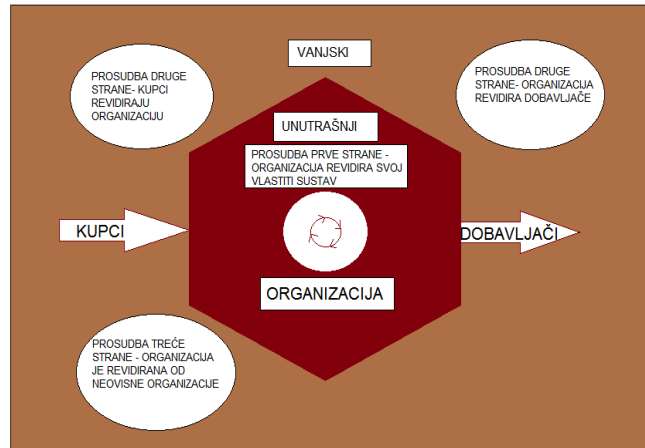 VANJSKI
PROSUDBA DRUGE
STRANE- KUPCI
REVIDIRAJU
ORGANIZACIJU
PROSUDBA DRUGE
STRANE- ORGANIZACIJA
REVIDIRA DOBAVLJAČE
UNUTRAŠNJI
PROSUDBA PRVE STRANE -
ORGANIZACIJA REVIDIRA SVOJ
VLASTITI SUSTAV
KUPCI
DOBAVLJAČI
ORGANIZACIJA
PROSUDBA TREĆE
STRANE - ORGANIZACIJA
JE REVIDIRANA OD
NEOVISNE ORGANIZACIJE